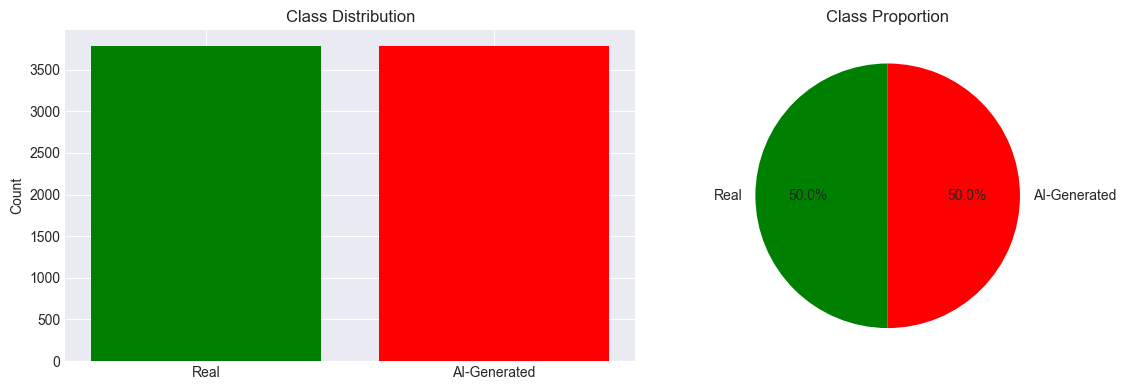 Class Distribution
Count
3500
3000
2500
2000
1500
1000
500
0
Real
AI-Generated
Class Proportion
Real
50.0%
50.0%
AI-Generated